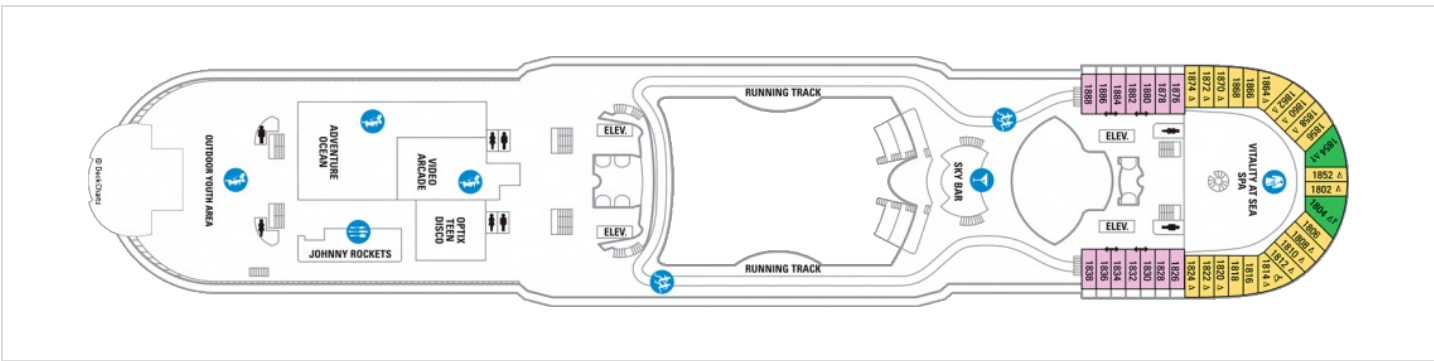 © DeckCharts
OUTDOOR YOUTH AREA
ADVENTURE
OCEAN
VIDEO
ARCADE
OPTIX
TEEN
DISCO
JOHNNY ROCKETS
ELEV.
ELEV.
RUNNING TRACK
RUNNING TRACK
SKY BAR
ELEV.
ELEV.
VITALITY AT SEA
SPA
1888
1886
1884
1882
1880
1878
1876
1874 Δ
1872 Δ
1870 Δ
1868
1866
1864 Δ
1862 Δ
1860 Δ
1858 Δ
1856
1854 Δ†
1852 Δ
1802 Δ
1804 Δ†
1806
1808 Δ
1810 Δ
1812 Δ
1814 Δ
1816
1818
1820 Δ
1822 Δ
1824 Δ
1826
1828
1830
1832
1834
1836
1838